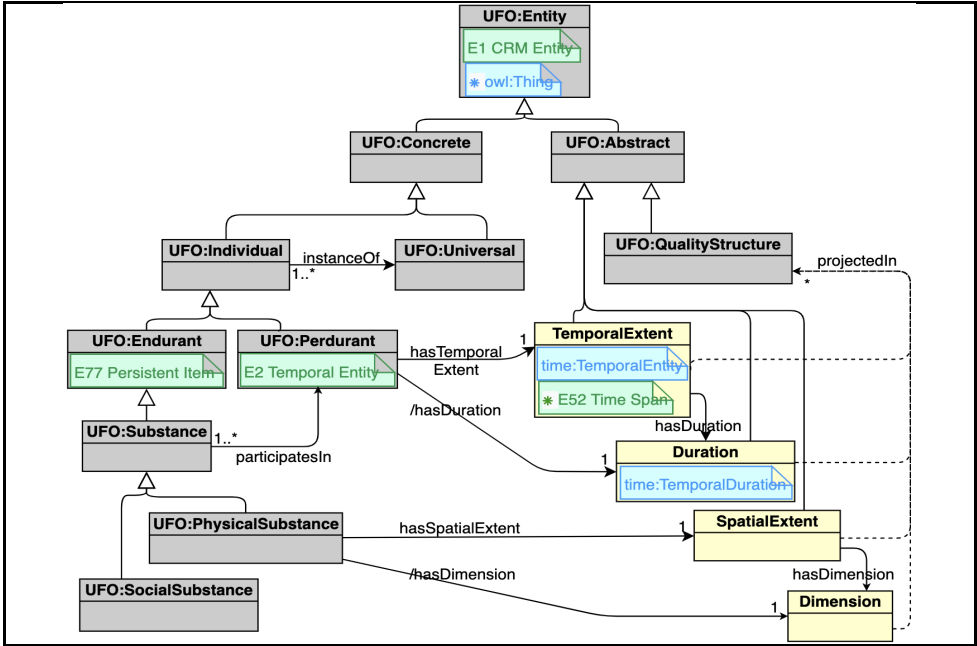 UFO:Entity
E1 CRM Entity
* owl:Thing
UFO:Concrete
UFO:Abstract
UFO:Individual
instanceOf
1..*
UFO:Universal
UFO:QualityStructure
projectedIn
*
UFO:Endurant
E77 Persistent Item
UFO:Perdurant
E2 Temporal Entity
hasTemporal
Extent
1
TemporalExtent
time:TemporalEntity
* E52 Time Span
/hasDuration
hasDuration
UFO:Substance
1..*
participatesIn
1
Duration
time:TemporalDuration
UFO:PhysicalSubstance
hasSpatialExtent
1
SpatialExtent
/hasDimension
hasDimension
UFO:SocialSubstance
1
Dimension